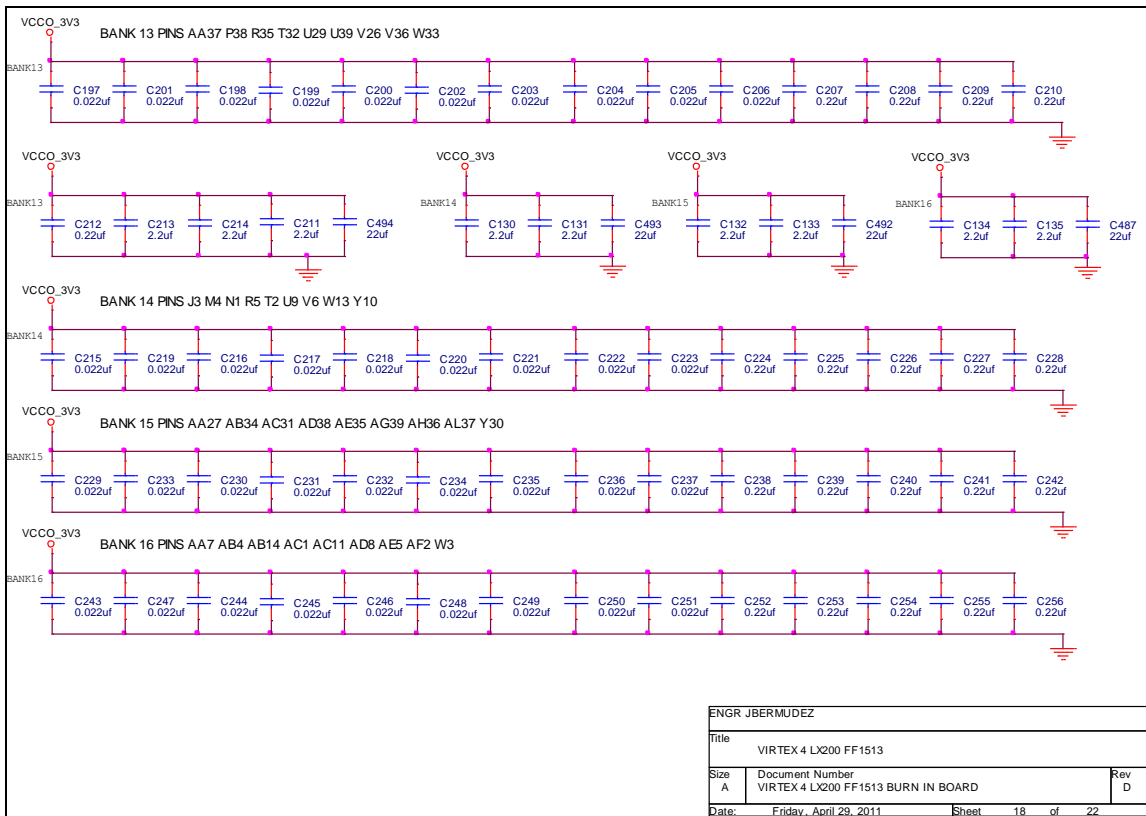 VCCO_3V3
BANK 13 PINS AA37 P38 R35 T32 U29 U39 V26 V36 W33
BANK13
C197 C201 C198 C199 C200 C202 C203 C204 C205 C206 C207 C208 C209 C210
0.022uf 0.022uf 0.022uf 0.022uf 0.022uf 0.022uf 0.022uf 0.022uf 0.022uf 0.022uf 0.22uf 0.22uf 0.22uf 0.22uf
VCCO_3V3 VCCO_3V3 VCCO_3V3 VCCO_3V3
BANK13 BANK14 BANK15 BANK16
C212 C213 C214 C211 C494 C130 C131 C493 C132 C133 C492 C134 C135 C487
0.22uf 2.2uf 2.2uf 2.2uf 22uf 2.2uf 2.2uf 22uf 2.2uf 2.2uf 22uf 2.2uf 2.2uf 22uf
VCCO_3V3
BANK 14 PINS J3 M4 N1 R5 T2 U9 V6 W13 Y10
BANK14
C215 C219 C216 C217 C218 C220 C221 C222 C223 C224 C225 C226 C227 C228
0.022uf 0.022uf 0.022uf 0.022uf 0.022uf 0.022uf 0.022uf 0.022uf 0.022uf 0.22uf 0.22uf 0.22uf 0.22uf 0.22uf
VCCO_3V3
BANK 15 PINS AA27 AB34 AC31 AD38 AE35 AG39 AH36 AL37 Y30
BANK15
C229 C233 C230 C231 C232 C234 C235 C236 C237 C238 C239 C240 C241 C242
0.022uf 0.022uf 0.022uf 0.022uf 0.022uf 0.022uf 0.022uf 0.022uf 0.022uf 0.22uf 0.22uf 0.22uf 0.22uf 0.22uf
VCCO_3V3
BANK 16 PINS AA7 AB4 AB14 AC1 AC11 AD8 AE5 AF2 W3
BANK16
C243 C247 C244 C245 C246 C248 C249 C250 C251 C252 C253 C254 C255 C256
0.022uf 0.022uf 0.022uf 0.022uf 0.022uf 0.022uf 0.022uf 0.022uf 0.022uf 0.22uf 0.22uf 0.22uf 0.22uf 0.22uf
ENGR JBERMUDEZ
Title
VIRTEX 4 LX200 FF1513
Size Document Number Rev
A VIRTEX 4 LX200 FF1513 BURN IN BOARD D
Date: Friday, April 29, 2011 Sheet 18 of 22